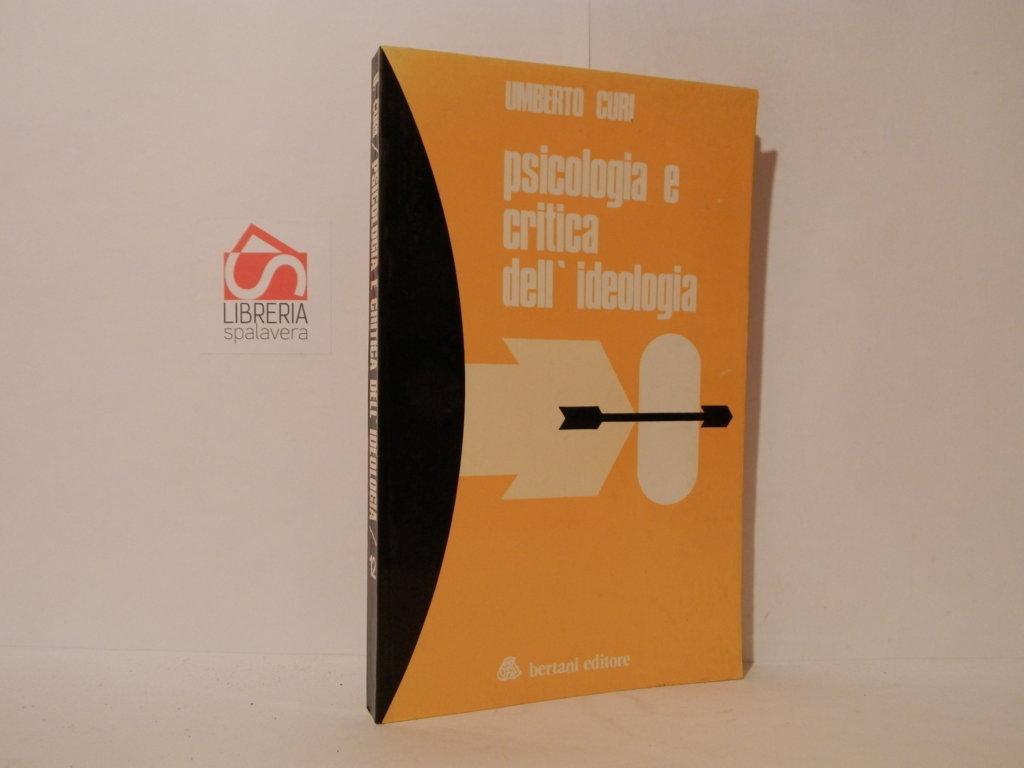 UMBERTO CURI
psicologia e
critica
dell' ideologia
bertani editore
U. CURI / PSICOLOGIA E CRITICA DELL' IDEOLOGIA / 12
LIBRERIA
spalavera